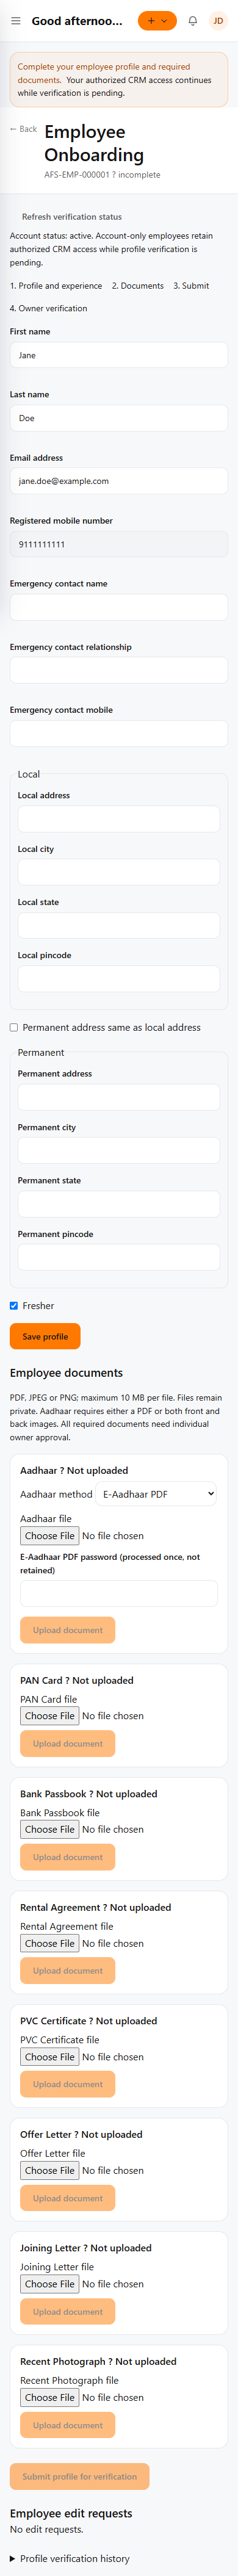 Good afternoo...
JD
Complete your employee profile and required
documents. Your authorized CRM access continues
while verification is pending.
← Back
Employee
Onboarding
AFS-EMP-000001 ? incomplete
Refresh verification status
Account status: active. Account-only employees retain
authorized CRM access while profile verification is
pending.
1. Profile and experience 2. Documents 3. Submit
4. Owner verification
First name
Jane
Last name
Doe
Email address
jane.doe@example.com
Registered mobile number
9111111111
Emergency contact name
Emergency contact relationship
Emergency contact mobile
Local
Local address
Local city
Local state
Local pincode
Permanent address same as local address
Permanent
Permanent address
Permanent city
Permanent state
Permanent pincode
Fresher
Save profile
Employee documents
PDF, JPEG or PNG; maximum 10 MB per file. Files remain
private. Aadhaar requires either a PDF or both front and
back images. All required documents need individual
owner approval.
Aadhaar ? Not uploaded
Aadhaar method E-Aadhaar PDF
Aadhaar file
Choose File No file chosen
E-Aadhaar PDF password (processed once, not
retained)
Upload document
PAN Card ? Not uploaded
PAN Card file
Choose File No file chosen
Upload document
Bank Passbook ? Not uploaded
Bank Passbook file
Choose File No file chosen
Upload document
Rental Agreement ? Not uploaded
Rental Agreement file
Choose File No file chosen
Upload document
PVC Certificate ? Not uploaded
PVC Certificate file
Choose File No file chosen
Upload document
Offer Letter ? Not uploaded
Offer Letter file
Choose File No file chosen
Upload document
Joining Letter ? Not uploaded
Joining Letter file
Choose File No file chosen
Upload document
Recent Photograph ? Not uploaded
Recent Photograph file
Choose File No file chosen
Upload document
Submit profile for verification
Employee edit requests
No edit requests.
Profile verification history